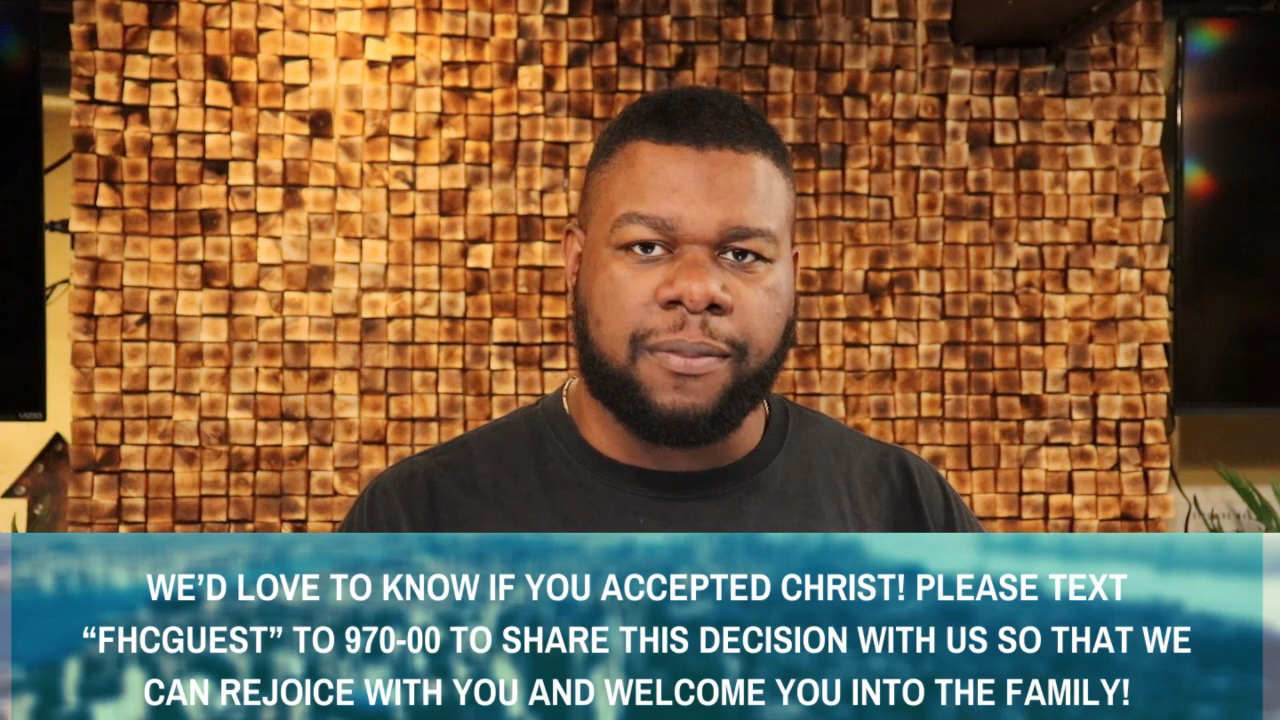 VIZIO
WE’D LOVE TO KNOW IF YOU ACCEPTED CHRIST! PLEASE TEXT
“FHCGUEST” TO 970-00 TO SHARE THIS DECISION WITH US SO THAT WE
CAN REJOICE WITH YOU AND WELCOME YOU INTO THE FAMILY!